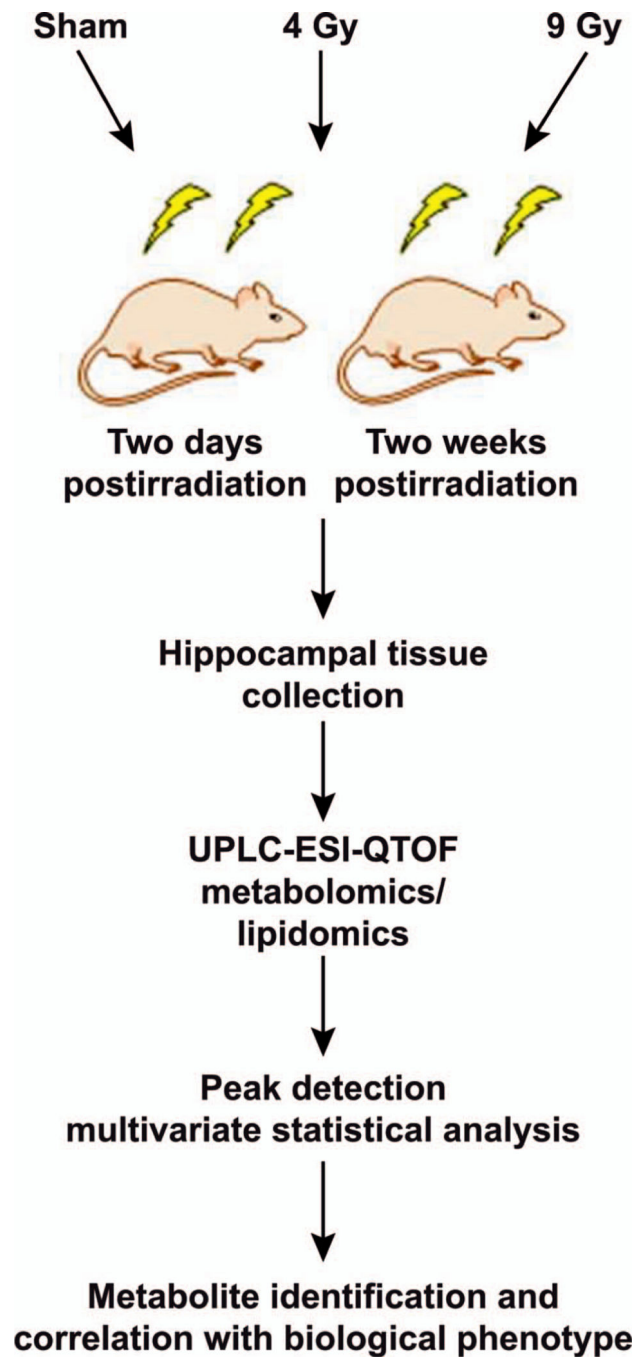 Sham 4 Gy 9 Gy
Two days
postirradiation
Two weeks
postirradiation
Hippocampal tissue
collection
UPLC-ESI-QTOF
metabolomics/
lipidomics
Peak detection
multivariate statistical analysis
Metabolite identification and
correlation with biological phenotype